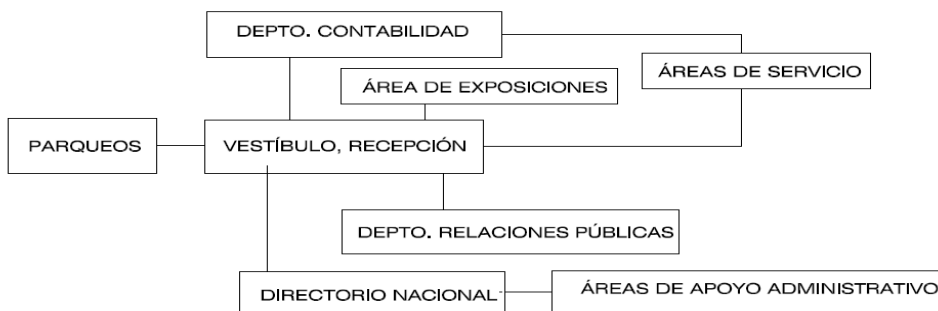 DEPTO. CONTABILIDAD
ÁREAS DE SERVICIO
ÁREA DE EXPOSICIONES
PARQUEOS
VESTÍBULO, RECEPCIÓN
DEPTO. RELACIONES PÚBLICAS
DIRECTORIO NACIONAL
ÁREAS DE APOYO ADMINISTRATIVO